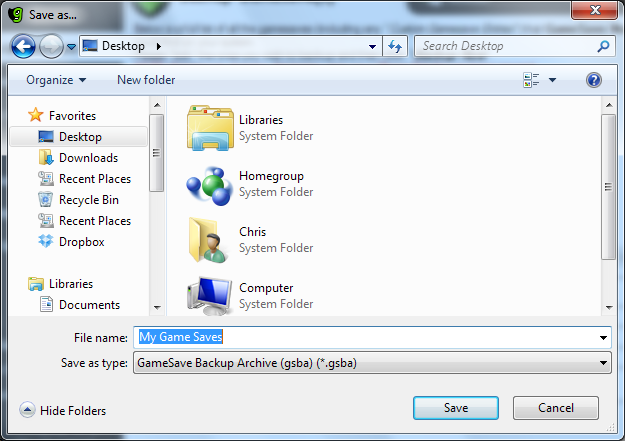 Save as...
Desktop
Search Desktop
Organize
New folder
Favorites
Desktop
Downloads
Recent Places
Recycle Bin
Recent Places
Dropbox
Libraries
Documents
Libraries
System Folder
Homegroup
System Folder
Chris
System Folder
Computer
System Folder
File name: My Game Saves
Save as type: GameSave Backup Archive (gsba) (*.gsba)
Hide Folders
Save
Cancel